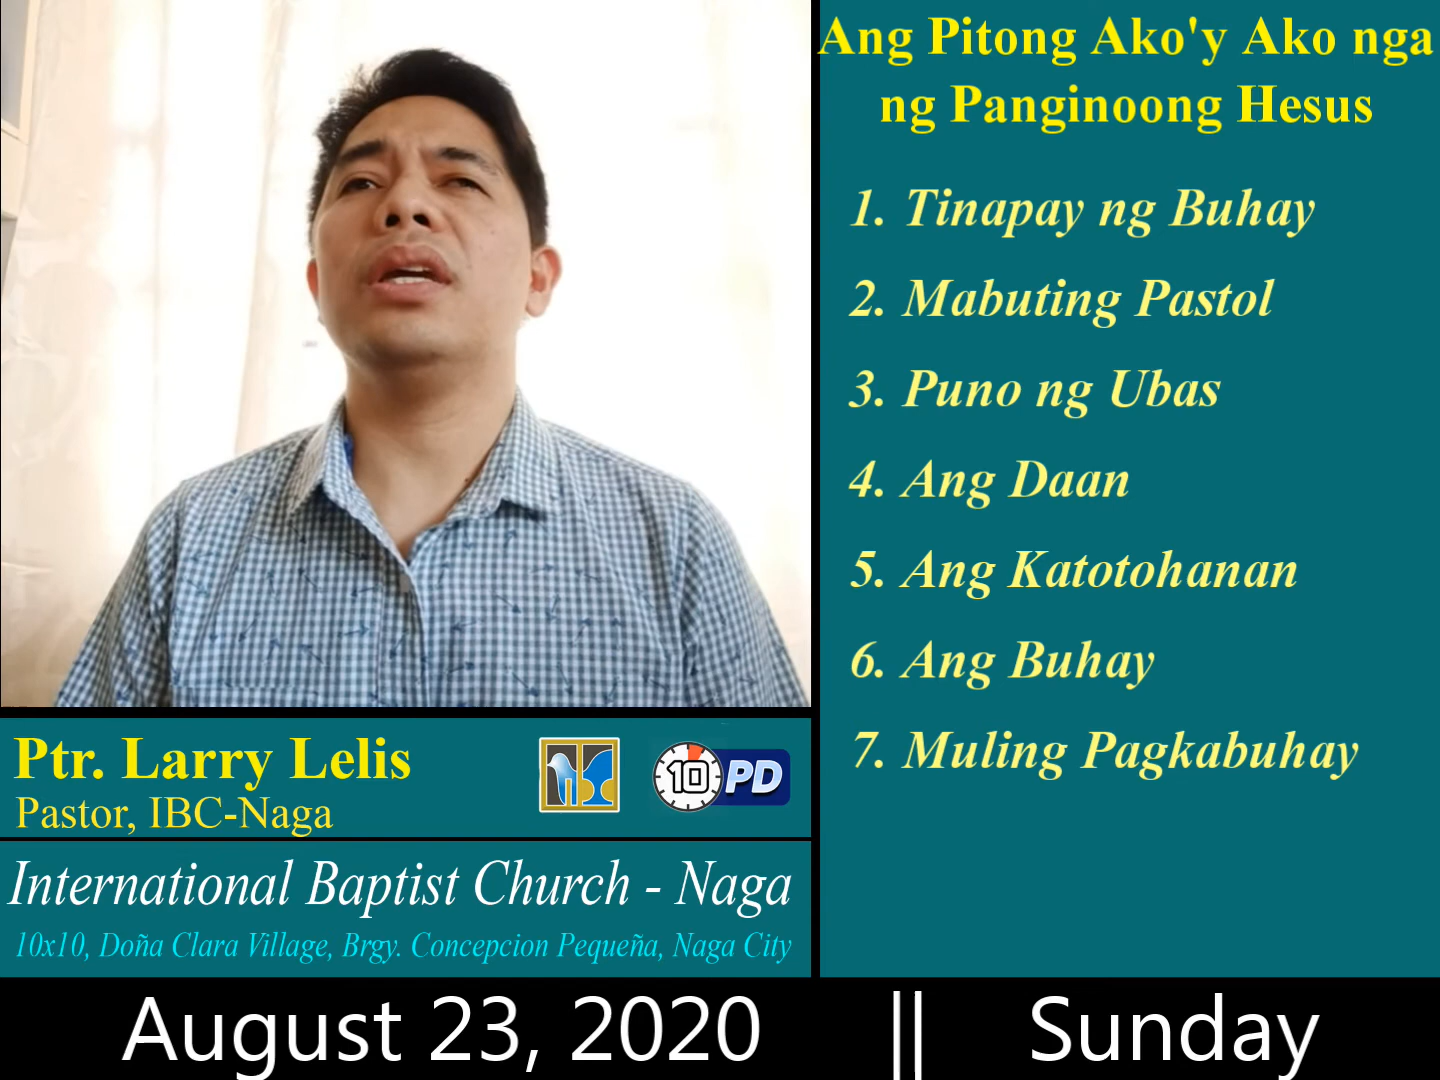 Ang Pitong Ako'y Ako nga
ng Panginoong Hesus
1. Tinapay ng Buhay
2. Mabuting Pastol
3. Puno ng Ubas
4. Ang Daan
5. Ang Katotohanan
6. Ang Buhay
7. Muling Pagkabuhay
Ptr. Larry Lelis
Pastor, IBC-Naga
10 PD
International Baptist Church - Naga
10x10, Doña Clara Village, Brgy. Concepcion Pequeña, Naga City
August 23, 2020 || Sunday